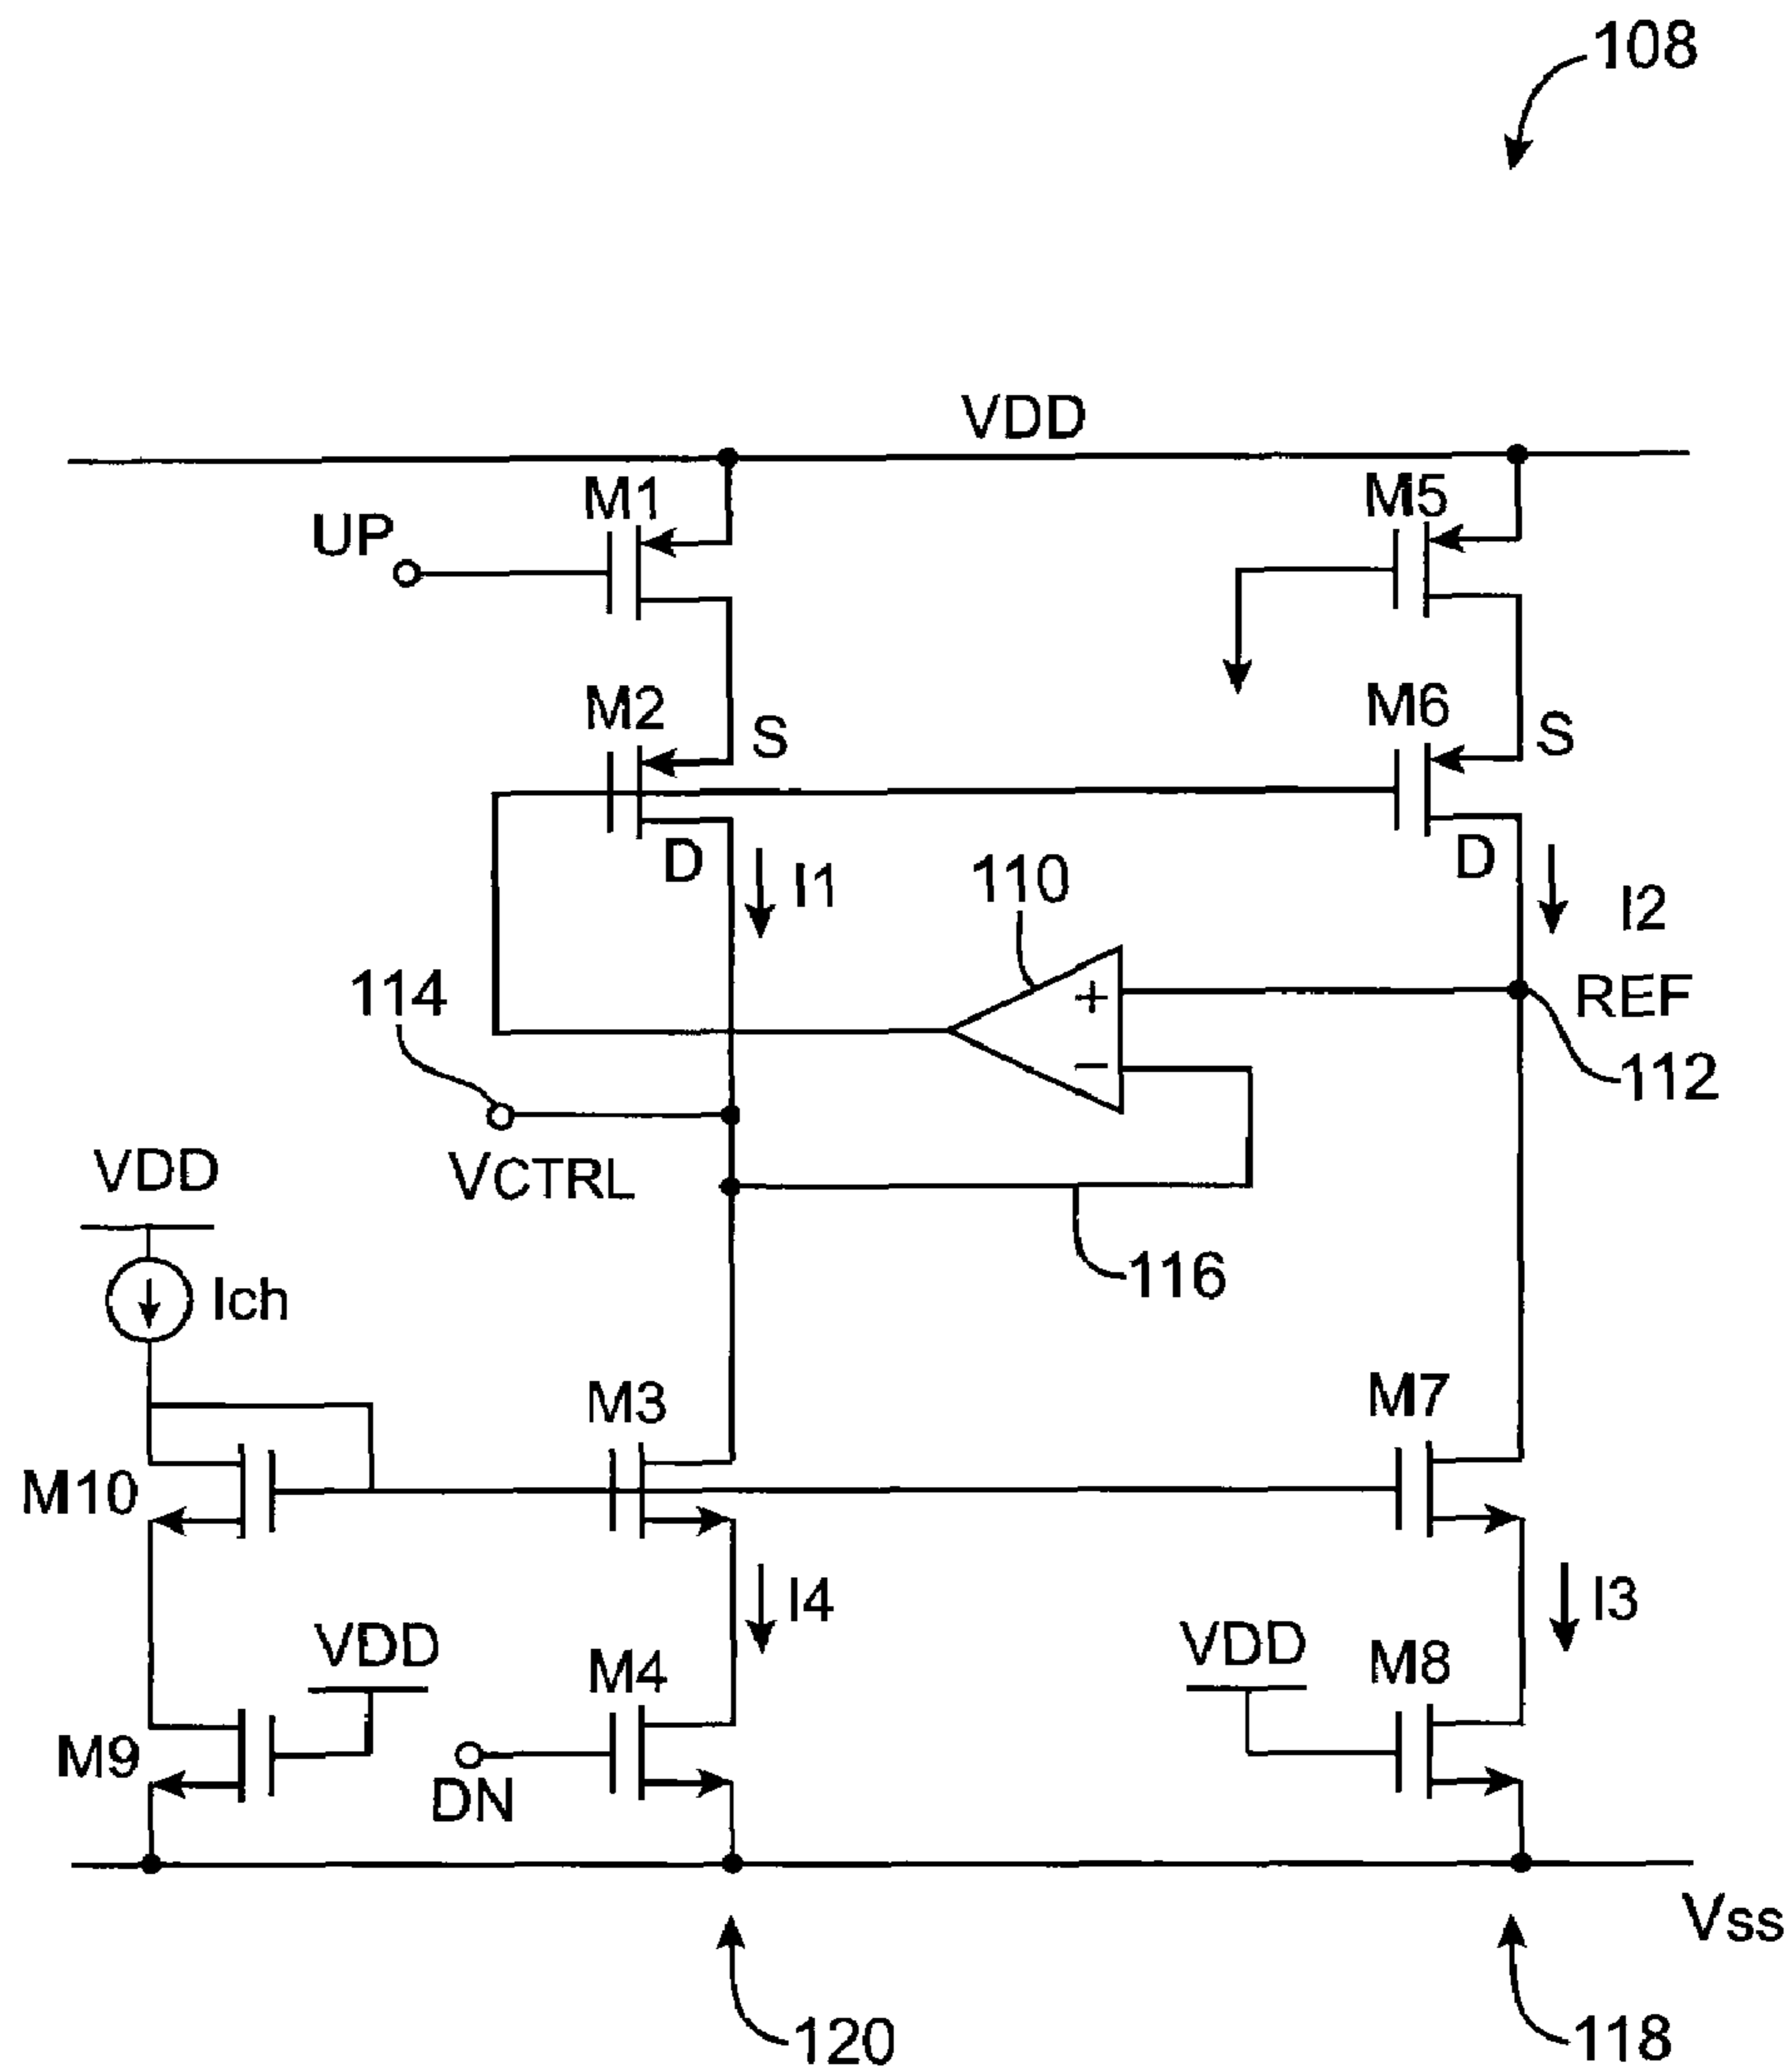 108
VDD
M1
M5
UP
M2
S
M6
S
D
I1
110
D
I2
114
+
REF
−
112
VCTRL
VDD
116
Ich
M3
M7
M10
I4
I3
VDD
M4
VDD
M8
M9
DN
Vss
120
118